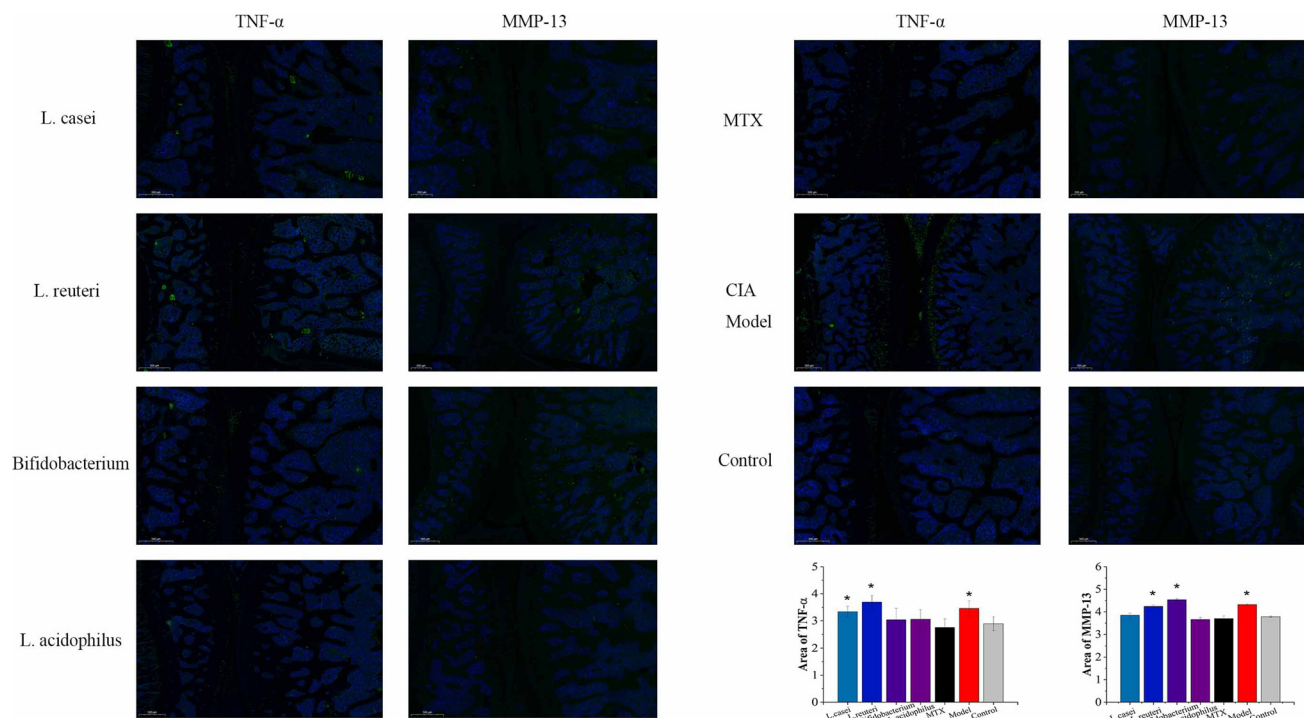 TNF-α MMP-13 TNF-α MMP-13
L. casei
MTX
L. reuteri
CIA
Model
Bifidobacterium
Control
L. acidophilus
Area of TNF-α
5
4
3
2
1
0
* * *
L.casei
L.reuteri
MTX
Model
Control
Area of MMP-13
6
5
4
3
2
1
0
* * *
MTX
Model
Control